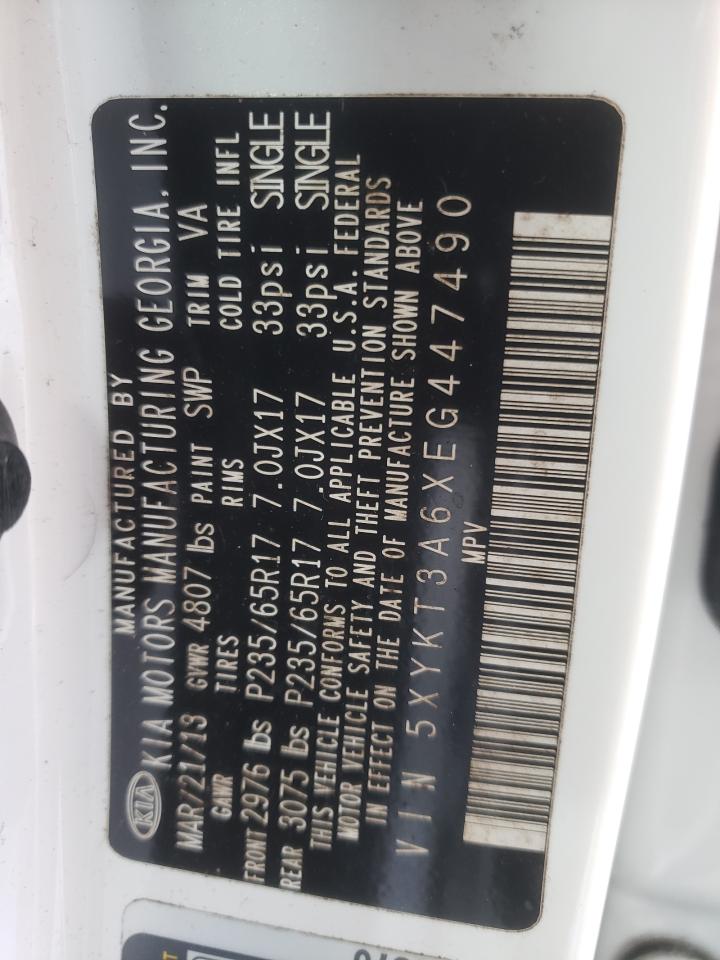 MANUFACTURED BY
KIA KIA MOTORS MANUFACTURING GEORGIA, INC.
MAR/21/13 GVWR 4807 lbs PAINT SWP TRIM VA
GAWR TIRES RIMS COLD TIRE INFL
FRONT 2976 lbs P235/65R17 7.0JX17 33psi SINGLE
REAR 3075 lbs P235/65R17 7.0JX17 33psi SINGLE
THIS VEHICLE CONFORMS TO ALL APPLICABLE U.S.A. FEDERAL
MOTOR VEHICLE SAFETY AND THEFT PREVENTION STANDARDS
IN EFFECT ON THE DATE OF MANUFACTURE SHOWN ABOVE
VIN 5XYKT3A6XEG447490
MPV